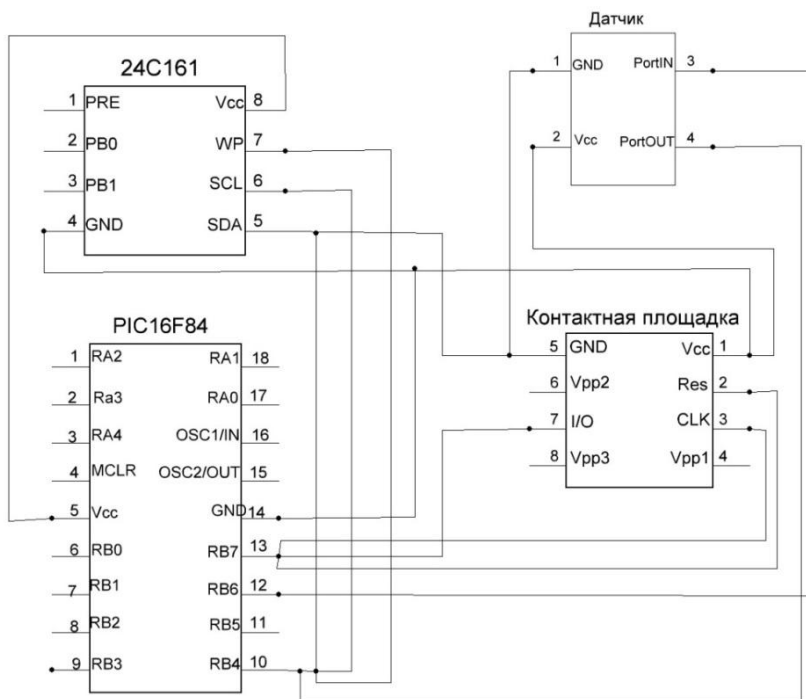 Датчик
1 GND PortIN 3
2 Vcc PortOUT 4
24C161
1 PRE Vcc 8
2 PB0 WP 7
3 PB1 SCL 6
4 GND SDA 5
PIC16F84
1 RA2 RA1 18
2 Ra3 RA0 17
3 RA4 OSC1/IN 16
4 MCLR OSC2/OUT 15
5 Vcc GND 14
6 RB0 RB7 13
7 RB1 RB6 12
8 RB2 RB5 11
9 RB3 RB4 10
Контактная площадка
5 GND Vcc 1
6 Vpp2 Res 2
7 I/O CLK 3
8 Vpp3 Vpp1 4